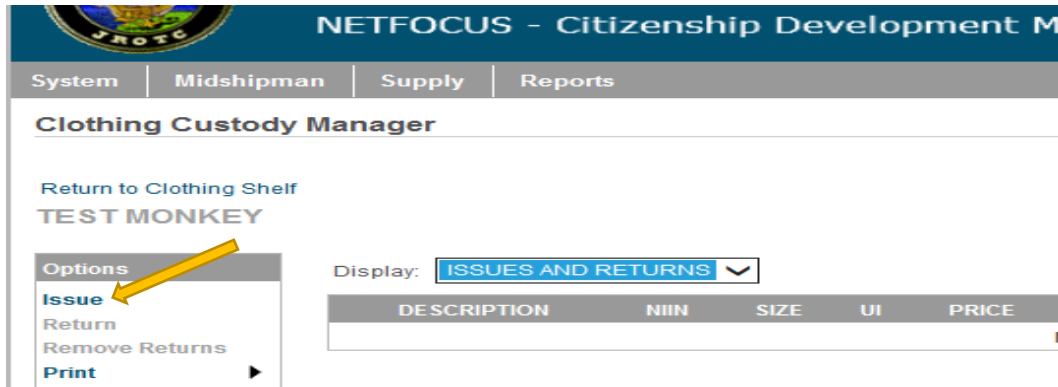 JROTC
NETFOCUS - Citizenship Development M
System Midshipman Supply Reports
Clothing Custody Manager
Return to Clothing Shelf
TEST MONKEY
Options
Display: ISSUES AND RETURNS
Issue
DESCRIPTION NIIN SIZE UI PRICE
Return
Remove Returns
Print